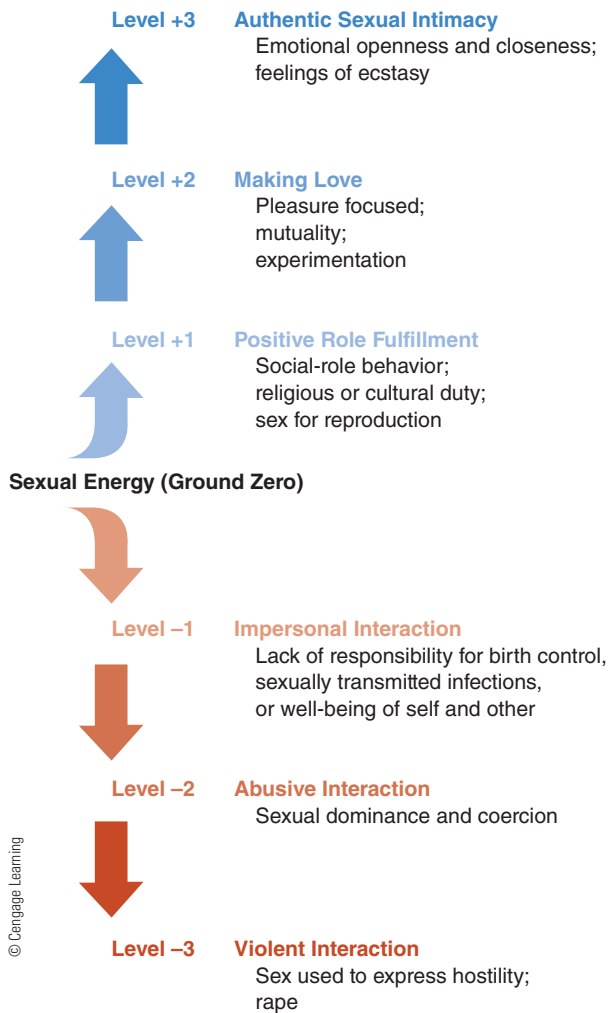 Level +3 Authentic Sexual Intimacy
Emotional openness and closeness;
feelings of ecstasy
Level +2 Making Love
Pleasure focused;
mutuality;
experimentation
Level +1 Positive Role Fulfillment
Social-role behavior;
religious or cultural duty;
sex for reproduction
Sexual Energy (Ground Zero)
Level –1 Impersonal Interaction
Lack of responsibility for birth control,
sexually transmitted infections,
or well-being of self and other
Level –2 Abusive Interaction
Sexual dominance and coercion
Level –3 Violent Interaction
Sex used to express hostility;
rape
© Cengage Learning